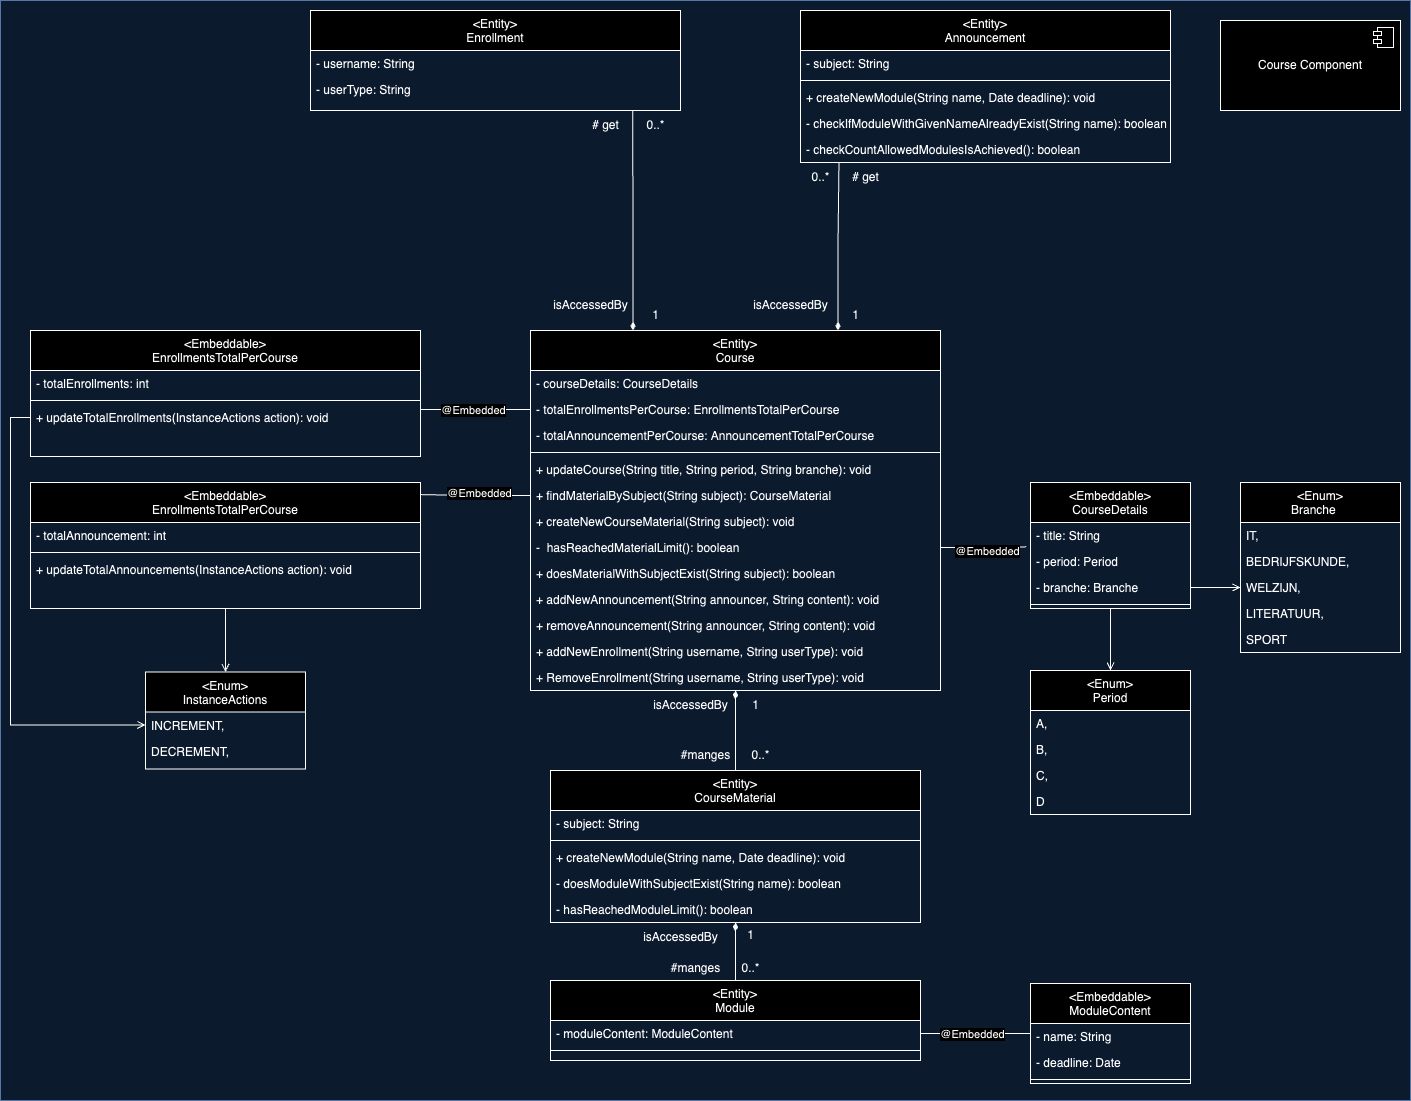 <Entity>
Enrollment
- username: String
- userType: String
# get
0..*
<Entity>
Announcement
- subject: String
+ createNewModule(String name, Date deadline): void
- checkIfModuleWithGivenNameAlreadyExist(String name): boolean
- checkCountAllowedModulesIsAchieved(): boolean
0..*
# get
Course Component
isAccessedBy
1
isAccessedBy
1
<Embeddable>
EnrollmentsTotalPerCourse
- totalEnrollments: int
+ updateTotalEnrollments(InstanceActions action): void
@Embedded
<Embeddable>
EnrollmentsTotalPerCourse
- totalAnnouncement: int
+ updateTotalAnnouncements(InstanceActions action): void
@Embedded
<Enum>
InstanceActions
INCREMENT,
DECREMENT,
<Entity>
Course
- courseDetails: CourseDetails
- totalEnrollmentsPerCourse: EnrollmentsTotalPerCourse
- totalAnnouncementPerCourse: AnnouncementTotalPerCourse
+ updateCourse(String title, String period, String branche): void
+ findMaterialBySubject(String subject): CourseMaterial
+ createNewCourseMaterial(String subject): void
- hasReachedMaterialLimit(): boolean
+ doesMaterialWithSubjectExist(String subject): boolean
+ addNewAnnouncement(String announcer, String content): void
+ removeAnnouncement(String announcer, String content): void
+ addNewEnrollment(String username, String userType): void
+ RemoveEnrollment(String username, String userType): void
@Embedded
<Embeddable>
CourseDetails
- title: String
- period: Period
- branche: Branche
<Enum>
Branche
IT,
BEDRIJFSKUNDE,
WELZIJN,
LITERATUUR,
SPORT
<Enum>
Period
A,
B,
C,
D
isAccessedBy
1
#manges
0..*
<Entity>
CourseMaterial
- subject: String
+ createNewModule(String name, Date deadline): void
- doesModuleWithSubjectExist(String name): boolean
- hasReachedModuleLimit(): boolean
isAccessedBy
1
#manges
0..*
<Entity>
Module
- moduleContent: ModuleContent
@Embedded
<Embeddable>
ModuleContent
- name: String
- deadline: Date